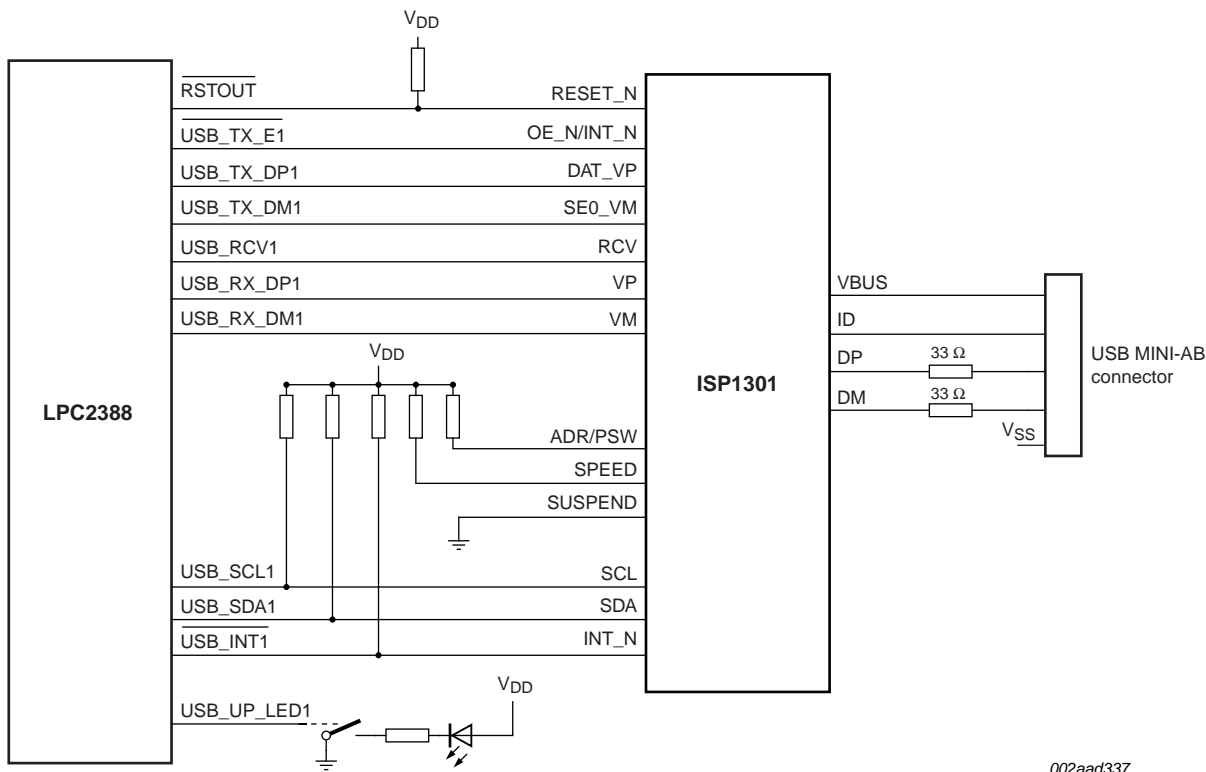 VDD
RSTOUT RESET_N
USB_TX_E1 OE_N/INT_N
USB_TX_DP1 DAT_VP
USB_TX_DM1 SE0_VM
USB_RCV1 RCV
USB_RX_DP1 VP
USB_RX_DM1 VM
VBUS
ID
DP 33 Ω
DM 33 Ω
VSS
USB MINI-AB
connector
VDD
LPC2388
ISP1301
ADR/PSW
SPEED
SUSPEND
USB_SCL1 SCL
USB_SDA1 SDA
USB_INT1 INT_N
USB_UP_LED1
VDD
002aad337